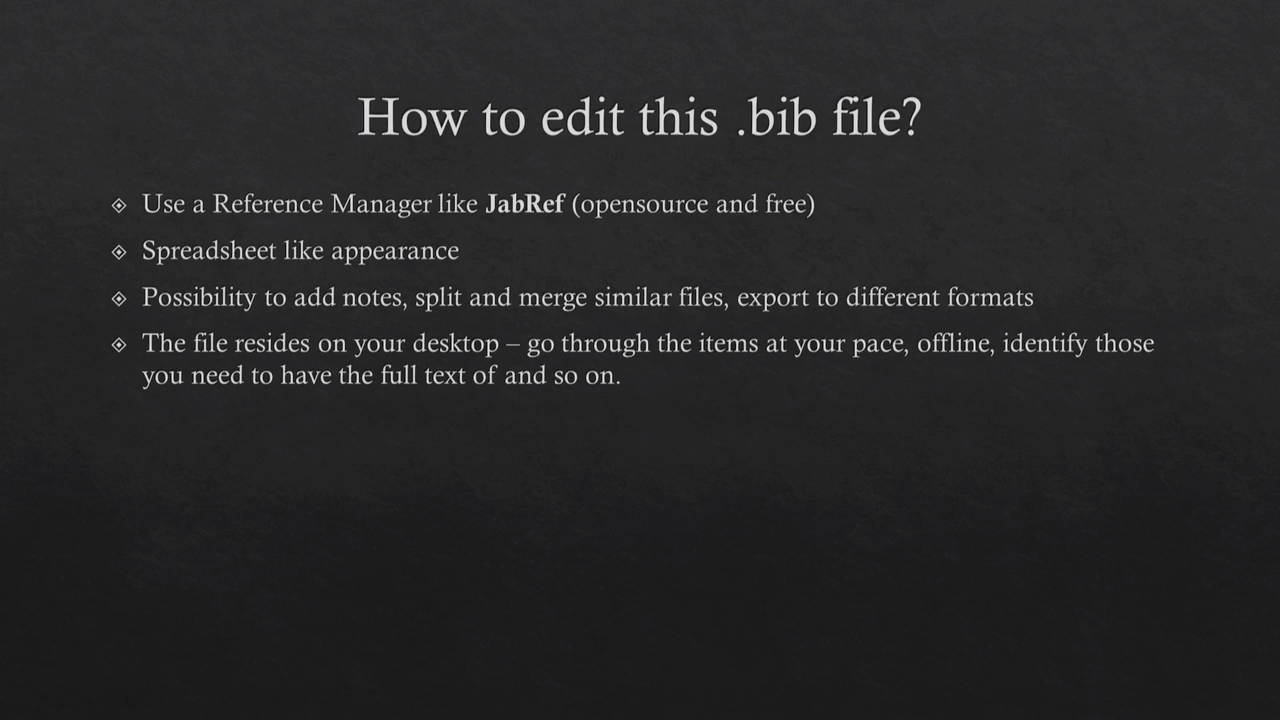 How to edit this .bib file?
Use a Reference Manager like JabRef (opensource and free)
Spreadsheet like appearance
Possibility to add notes, split and merge similar files, export to different formats
The file resides on your desktop – go through the items at your pace, offline, identify those
you need to have the full text of and so on.